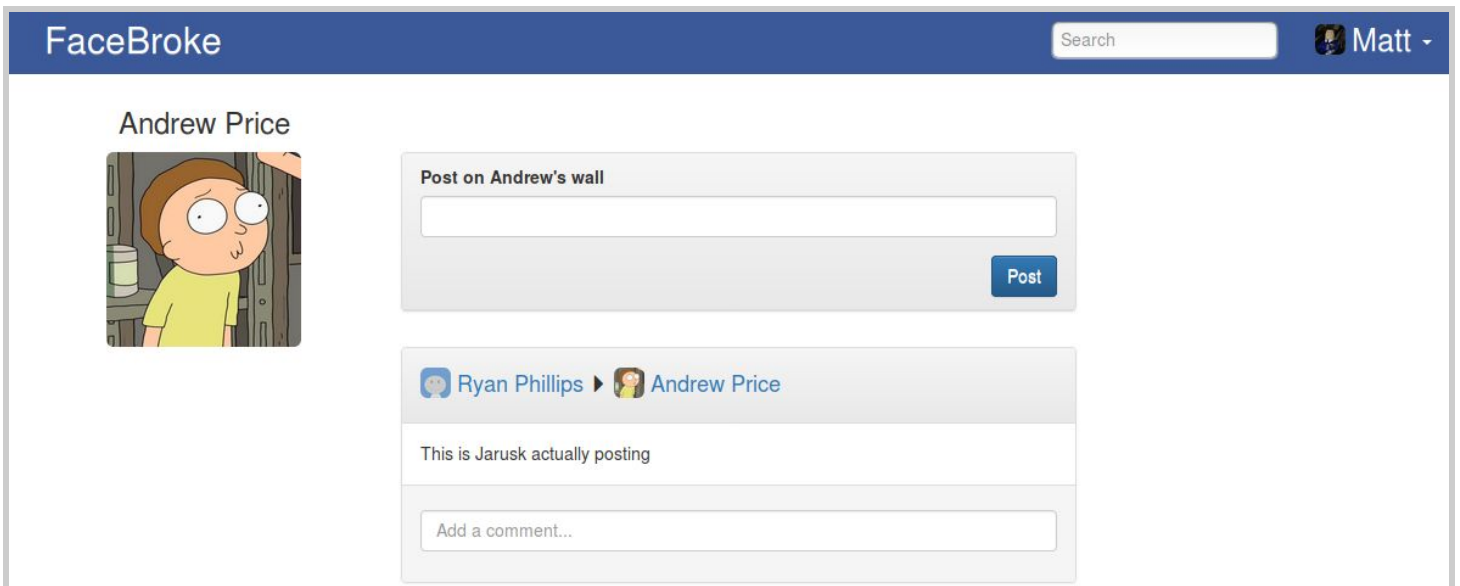 FaceBroke
Search
Matt
Andrew Price
Post on Andrew's wall
Post
Ryan Phillips Andrew Price
This is Jarusk actually posting
Add a comment...